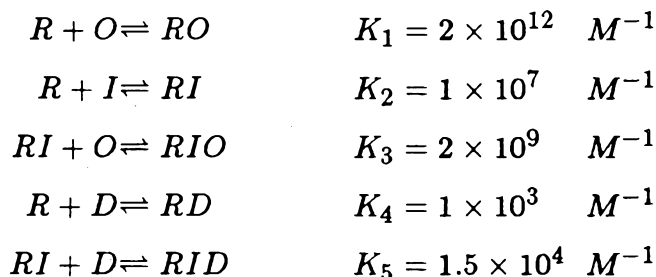 R + O ⇌ RO K₁ = 2 × 10¹² M⁻¹
R + I ⇌ RI K₂ = 1 × 10⁷ M⁻¹
RI + O ⇌ RIO K₃ = 2 × 10⁹ M⁻¹
R + D ⇌ RD K₄ = 1 × 10³ M⁻¹
RI + D ⇌ RID K₅ = 1.5 × 10⁴ M⁻¹